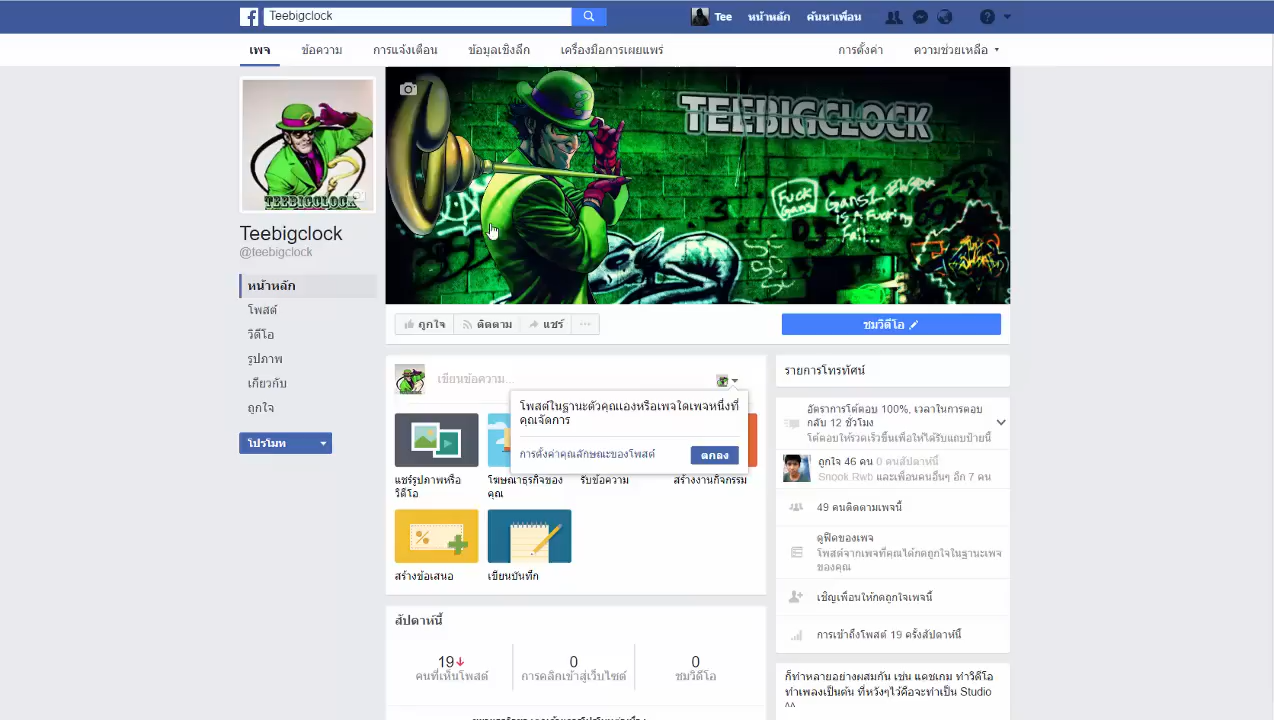 Teebigclock
Tee หน้าหลัก ค้นหาเพื่อน
เพจ ข้อความ การแจ้งเตือน ข้อมูลเชิงลึก เครื่องมือการเผยแพร่ การตั้งค่า ความช่วยเหลือ
TEEBIGCLOCK
TEEBIGCLOCK
FUCK
Gans!
Gans1
IS A Fucking
Fail...
Teebigclock
@teebigclock
หน้าหลัก
โพสต์
วิดีโอ
รูปภาพ
เกี่ยวกับ
ถูกใจ
โปรโมท
ถูกใจ ติดตาม แชร์ ...
ชมวิดีโอ
เขียนข้อความ...
โพสต์ในฐานะตัวคุณเองหรือเพจใดเพจหนึ่งที่
คุณจัดการ
การตั้งค่าคุณลักษณะของโพสต์ ตกลง
แชร์รูปภาพหรือ
วิดีโอ
โฆษณาธุรกิจของ
คุณ
รับข้อความ
สร้างงานกิจกรรม
สร้างข้อเสนอ
เขียนบันทึก
สัปดาห์นี้
19 0 0
คนที่เห็นโพสต์ การคลิกเข้าสู่เว็บไซต์ ชมวิดีโอ
รายการโทรทัศน์
อัตราการโต้ตอบ 100%, เวลาในการตอบ
กลับ 12 ชั่วโมง
โต้ตอบให้รวดเร็วขึ้นเพื่อให้ได้รับแถบป้ายนี้
ถูกใจ 46 คน 0 คนสัปดาห์นี้
Snook Rwb และเพื่อนคนอื่นๆ อีก 7 คน
49 คนติดตามเพจนี้
ดูฟีดของเพจ
โพสต์จากเพจที่คุณได้กดถูกใจในฐานะเพจ
ของคุณ
เชิญเพื่อนให้กดถูกใจเพจนี้
การเข้าถึงโพสต์ 19 ครั้งสัปดาห์นี้
ก็ทำหลายอย่างผสมกัน เช่น แคชเกม ทำวิดีโอ
ทำเพลงเป็นต้น ที่หวังๆไว้คือจะทำเป็น Studio
^^